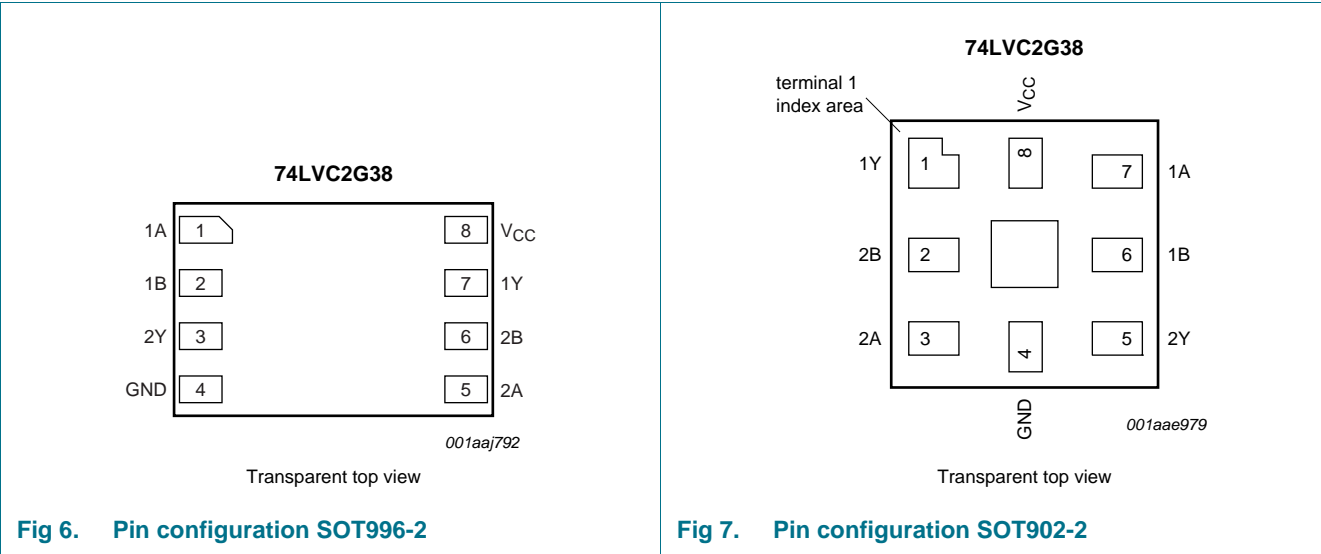 74LVC2G38
1A 1 8 VCC
1B 2 7 1Y
2Y 3 6 2B
GND 4 5 2A
001aaj792
Transparent top view
Fig 6. Pin configuration SOT996-2
74LVC2G38
terminal 1
index area
VCC
1Y 1 8 7 1A
2B 2 6 1B
2A 3 4 5 2Y
GND
001aae979
Transparent top view
Fig 7. Pin configuration SOT902-2